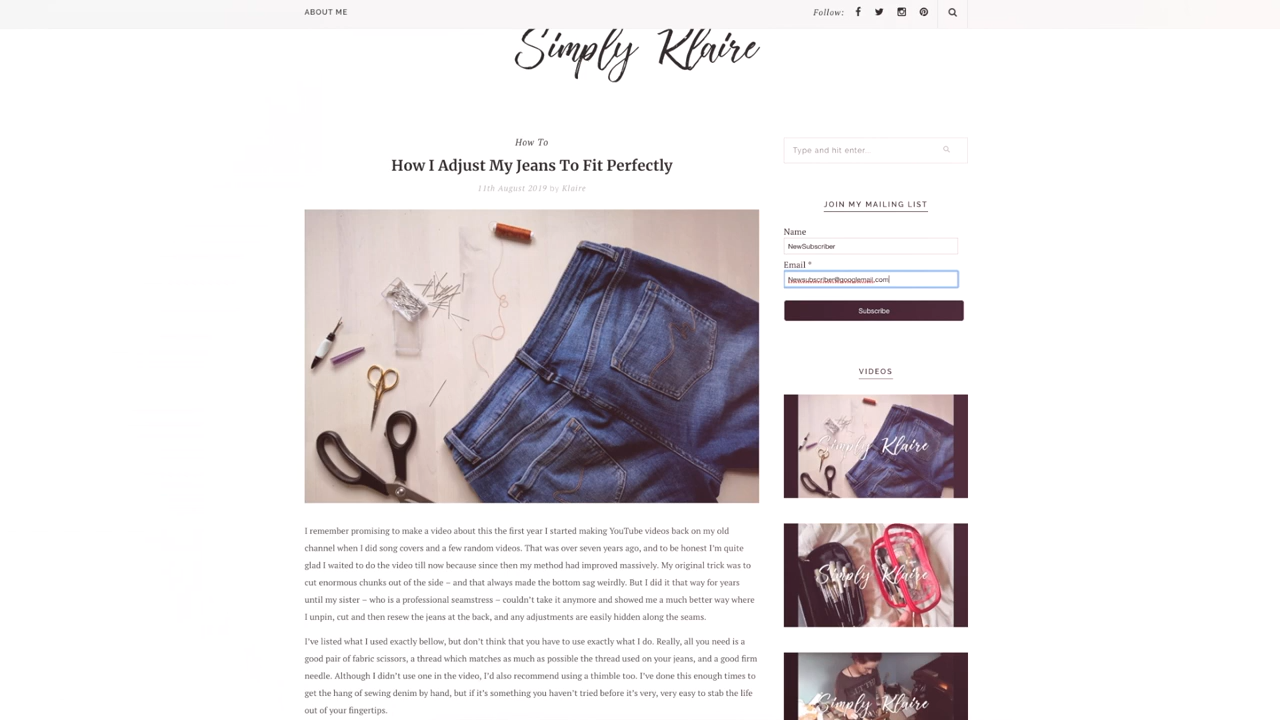 ABOUT ME
Follow:
Simply Klaire
How To
How I Adjust My Jeans To Fit Perfectly
11th August 2019 by Klaire
I remember promising to make a video about this the first year I started making YouTube videos back on my old
channel when I did song covers and a few random videos. That was over seven years ago, and to be honest I'm quite
glad I waited to do the video till now because since then my method had improved massively. My original trick was to
cut enormous chunks out of the side – and that always made the bottom sag weirdly. But I did it that way for years
until my sister – who is a professional seamstress – couldn't take it anymore and showed me a much better way where
I unpin, cut and then resew the jeans at the back, and any adjustments are easily hidden along the seams.
I've listed what I used exactly bellow, but don't think that you have to use exactly what I do. Really, all you need is a
good pair of fabric scissors, a thread which matches as much as possible the thread used on your jeans, and a good firm
needle. Although I didn't use one in the video, I'd also recommend using a thimble too. I've done this enough times to
get the hang of sewing denim by hand, but if it's something you haven't tried before it's very, very easy to stab the life
out of your fingertips.
Type and hit enter..
JOIN MY MAILING LIST
Name
NewSubscriber
Email *
Newsubscriber@googlemail.com
Subscribe
VIDEOS
Simply Klaire
Simply Klaire
Simply Klaire